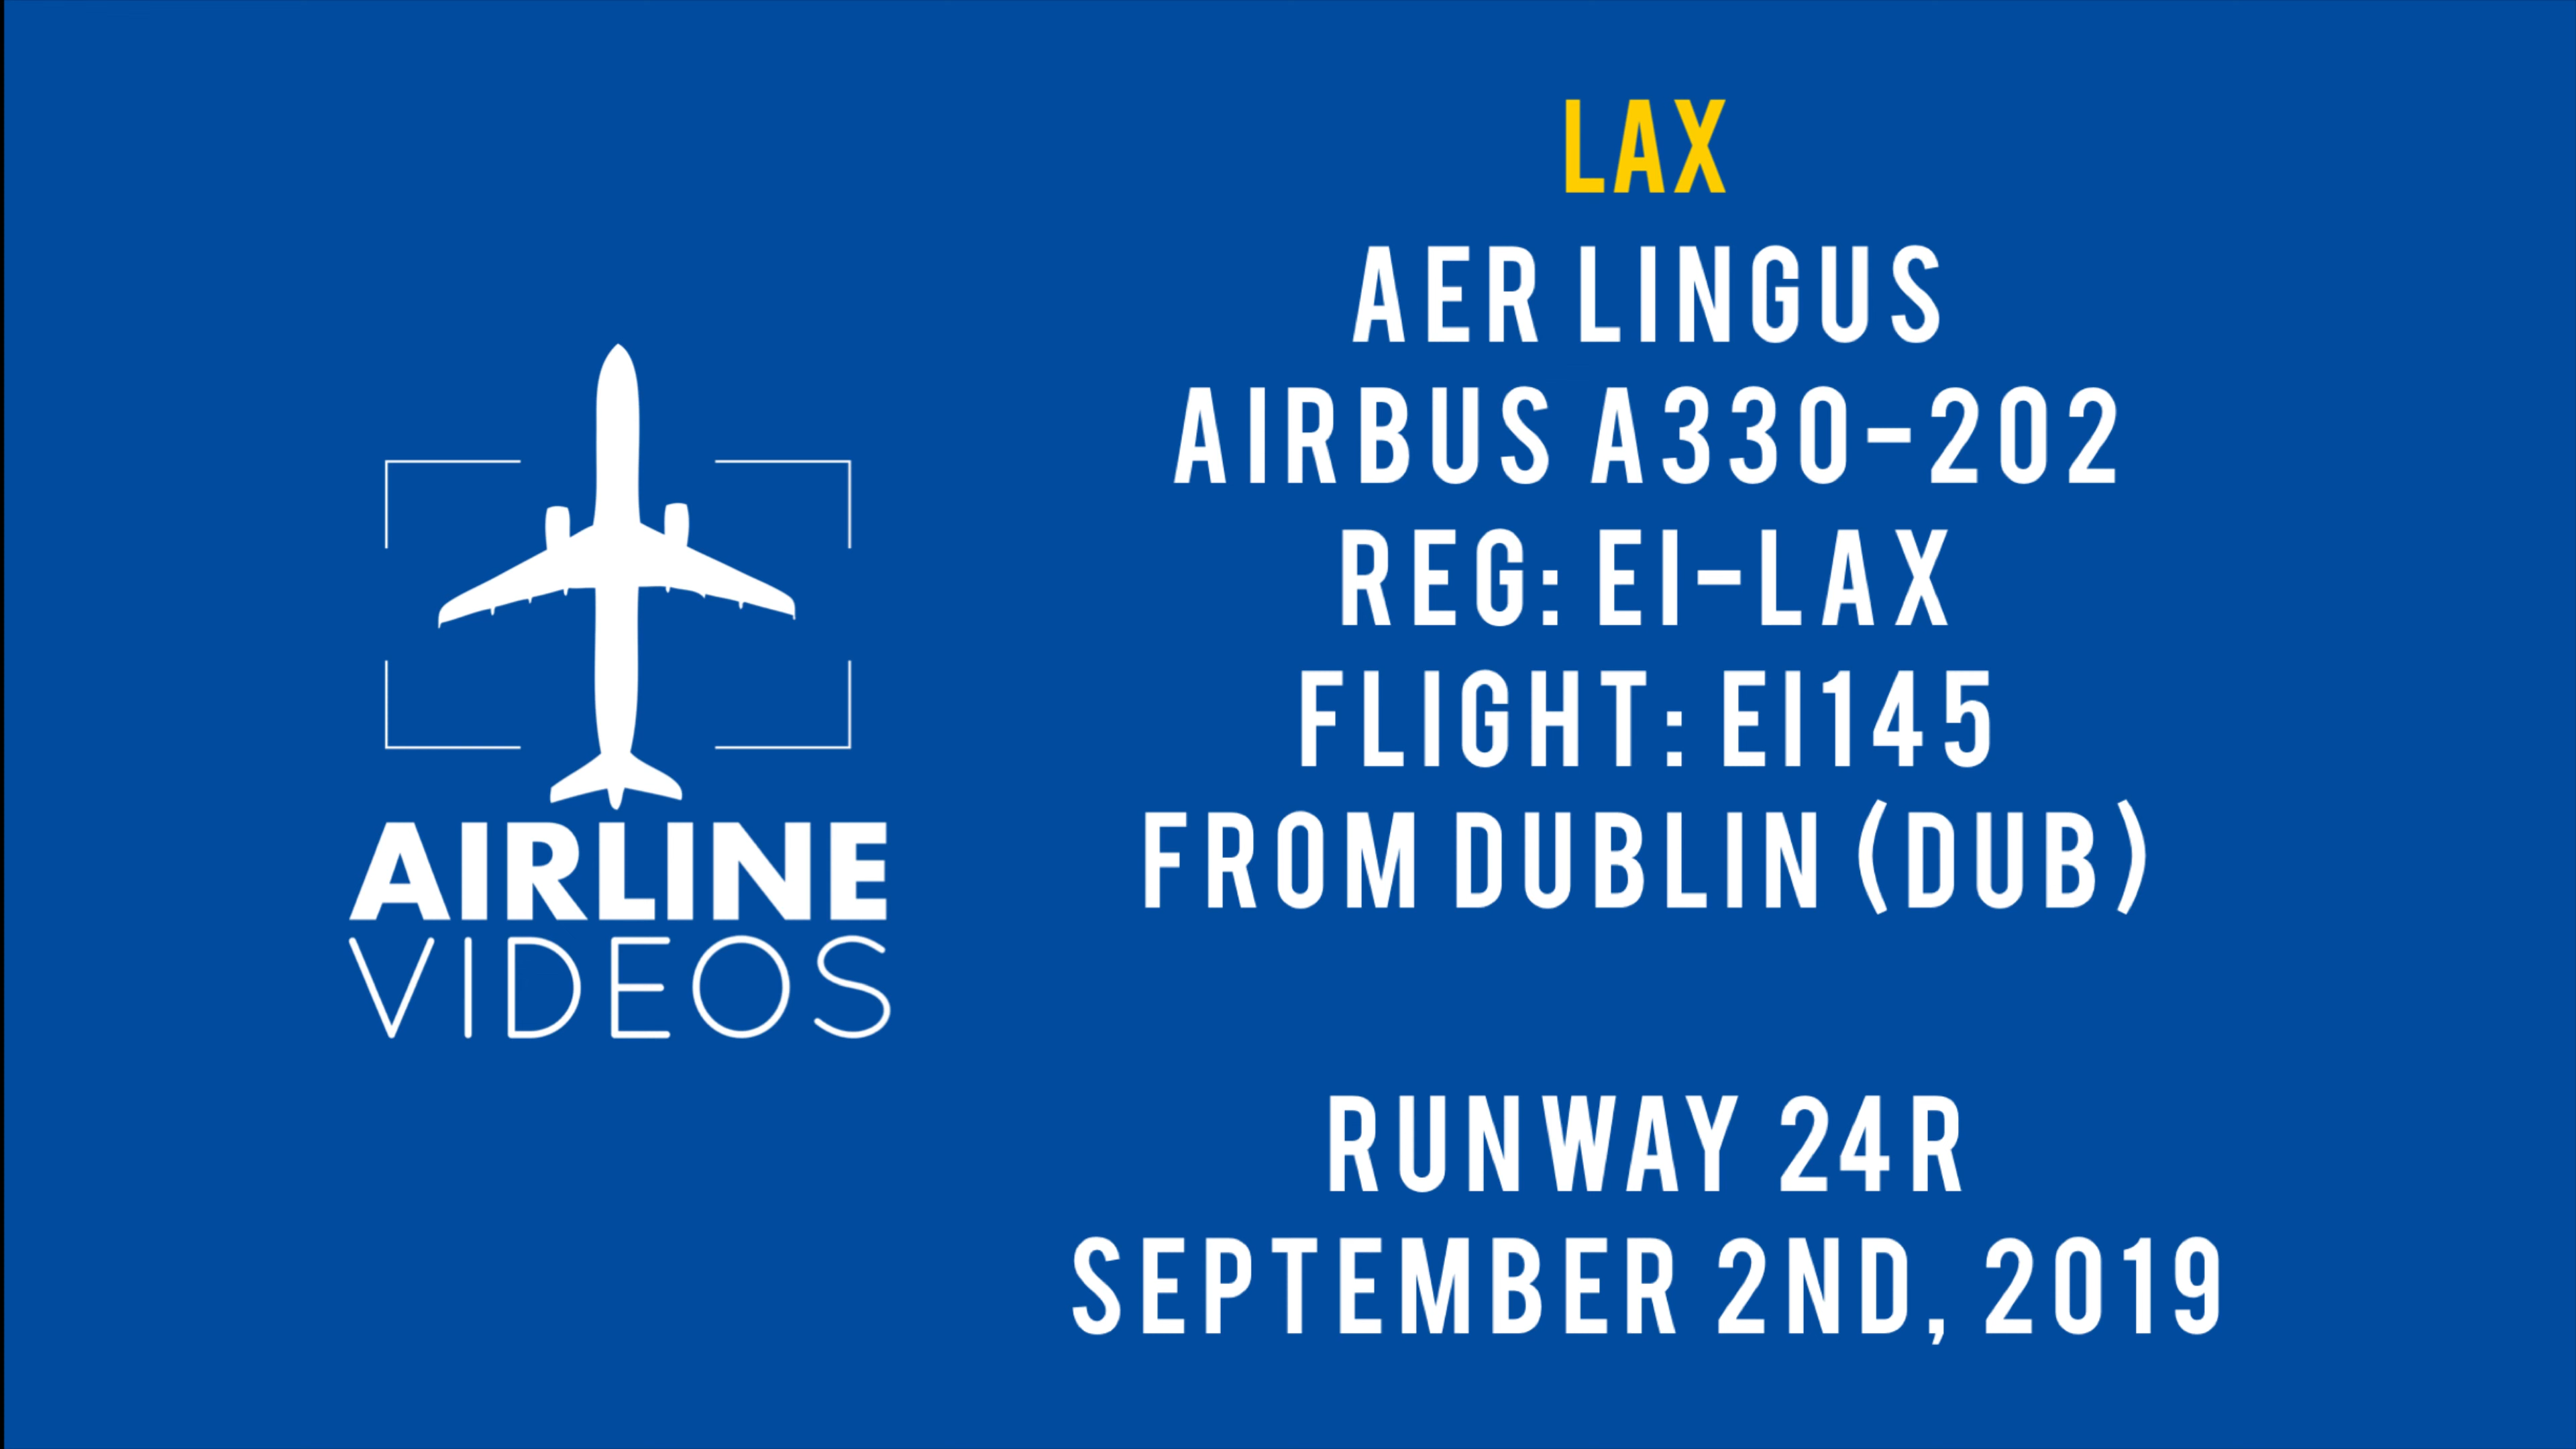 AIRLINE
VIDEOS
LAX
AER LINGUS
AIRBUS A330-202
REG: EI-LAX
FLIGHT: EI145
FROM DUBLIN (DUB)
RUNWAY 24R
SEPTEMBER 2ND, 2019